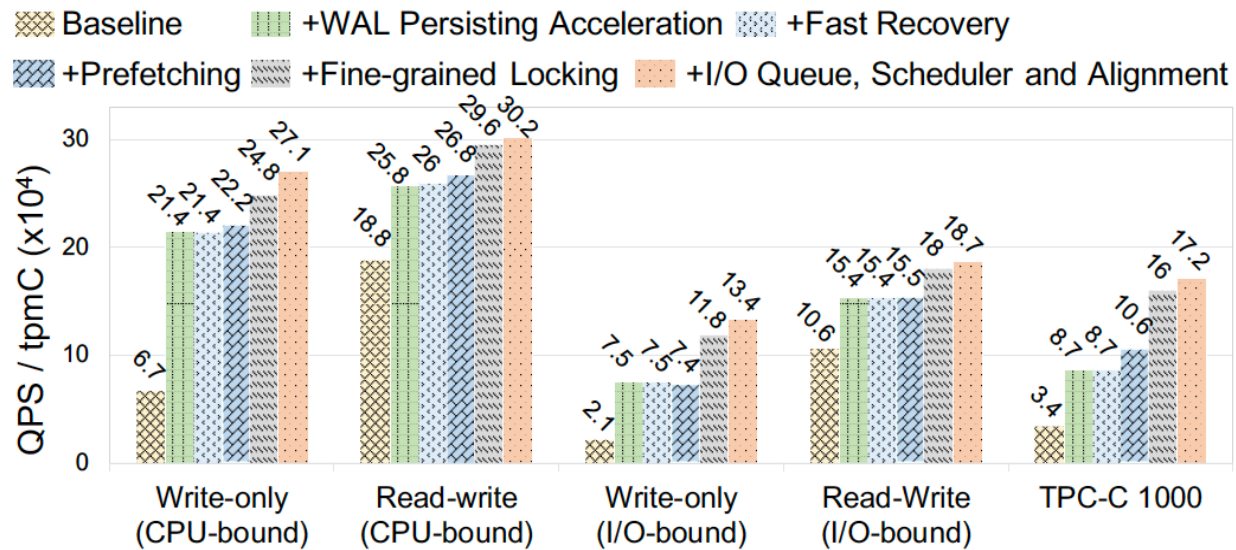 Baseline +WAL Persisting Acceleration +Fast Recovery
+Prefetching +Fine-grained Locking +I/O Queue, Scheduler and Alignment
QPS / tpmC (x10⁴)
30
20
10
0
6.7 21.4 21.4 22.2 24.8 27.1
18.8 25.8 26 26.8 29.6 30.2
2.1 7.5 7.5 7.4 11.8 13.4
10.6 15.4 15.4 15.5 18 18.7
3.4 8.7 8.7 10.6 16 17.2
Write-only Read-write Write-only Read-Write TPC-C 1000
(CPU-bound) (CPU-bound) (I/O-bound) (I/O-bound)